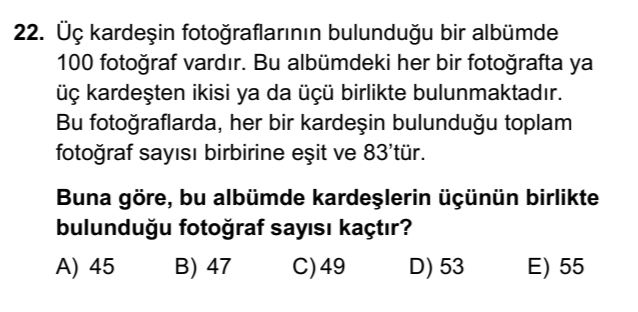 22. Üç kardeşin fotoğraflarının bulunduğu bir albümde
100 fotoğraf vardır. Bu albümdeki her bir fotoğrafta ya
üç kardeşten ikisi ya da üçü birlikte bulunmaktadır.
Bu fotoğraflarda, her bir kardeşin bulunduğu toplam
fotoğraf sayısı birbirine eşit ve 83'tür.
Buna göre, bu albümde kardeşlerin üçünün birlikte
bulunduğu fotoğraf sayısı kaçtır?
A) 45 B) 47 C) 49 D) 53 E) 55